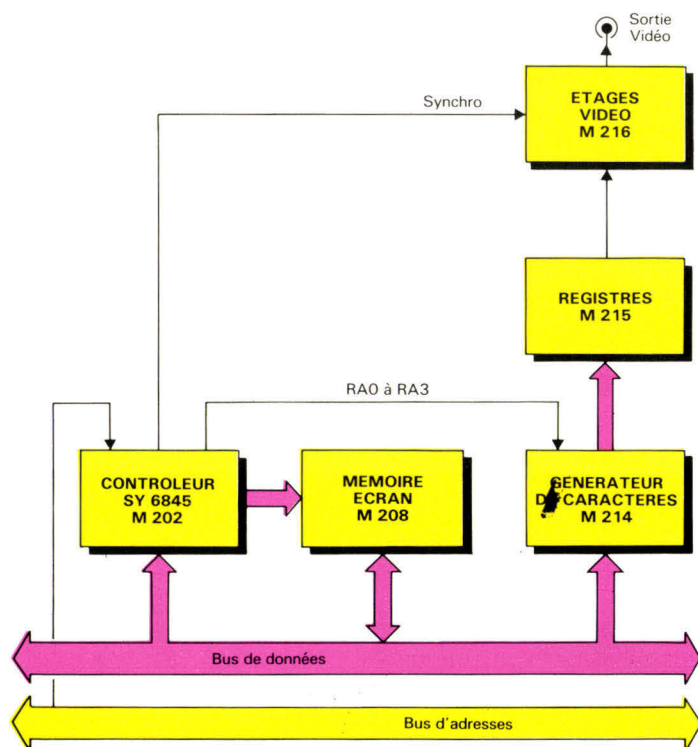 Sortie
Vidéo
Synchro
ETAGES
VIDEO
M 216
REGISTRES
M 215
RA0 à RA3
CONTROLEUR
SY 6845
M 202
MEMOIRE
ECRAN
M 208
GENERATEUR
CARACTERES
M 214
Bus de données
Bus d'adresses